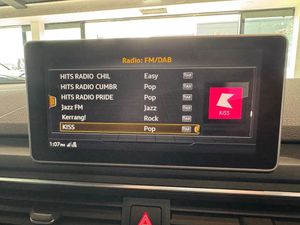 Radio: FM/DAB
HITS RADIO CHIL Easy
HITS RADIO CUMBR Pop
HITS RADIO PRIDE Pop
Jazz FM Jazz
Kerrang! Rock
KISS Pop
KISS
1:07PM